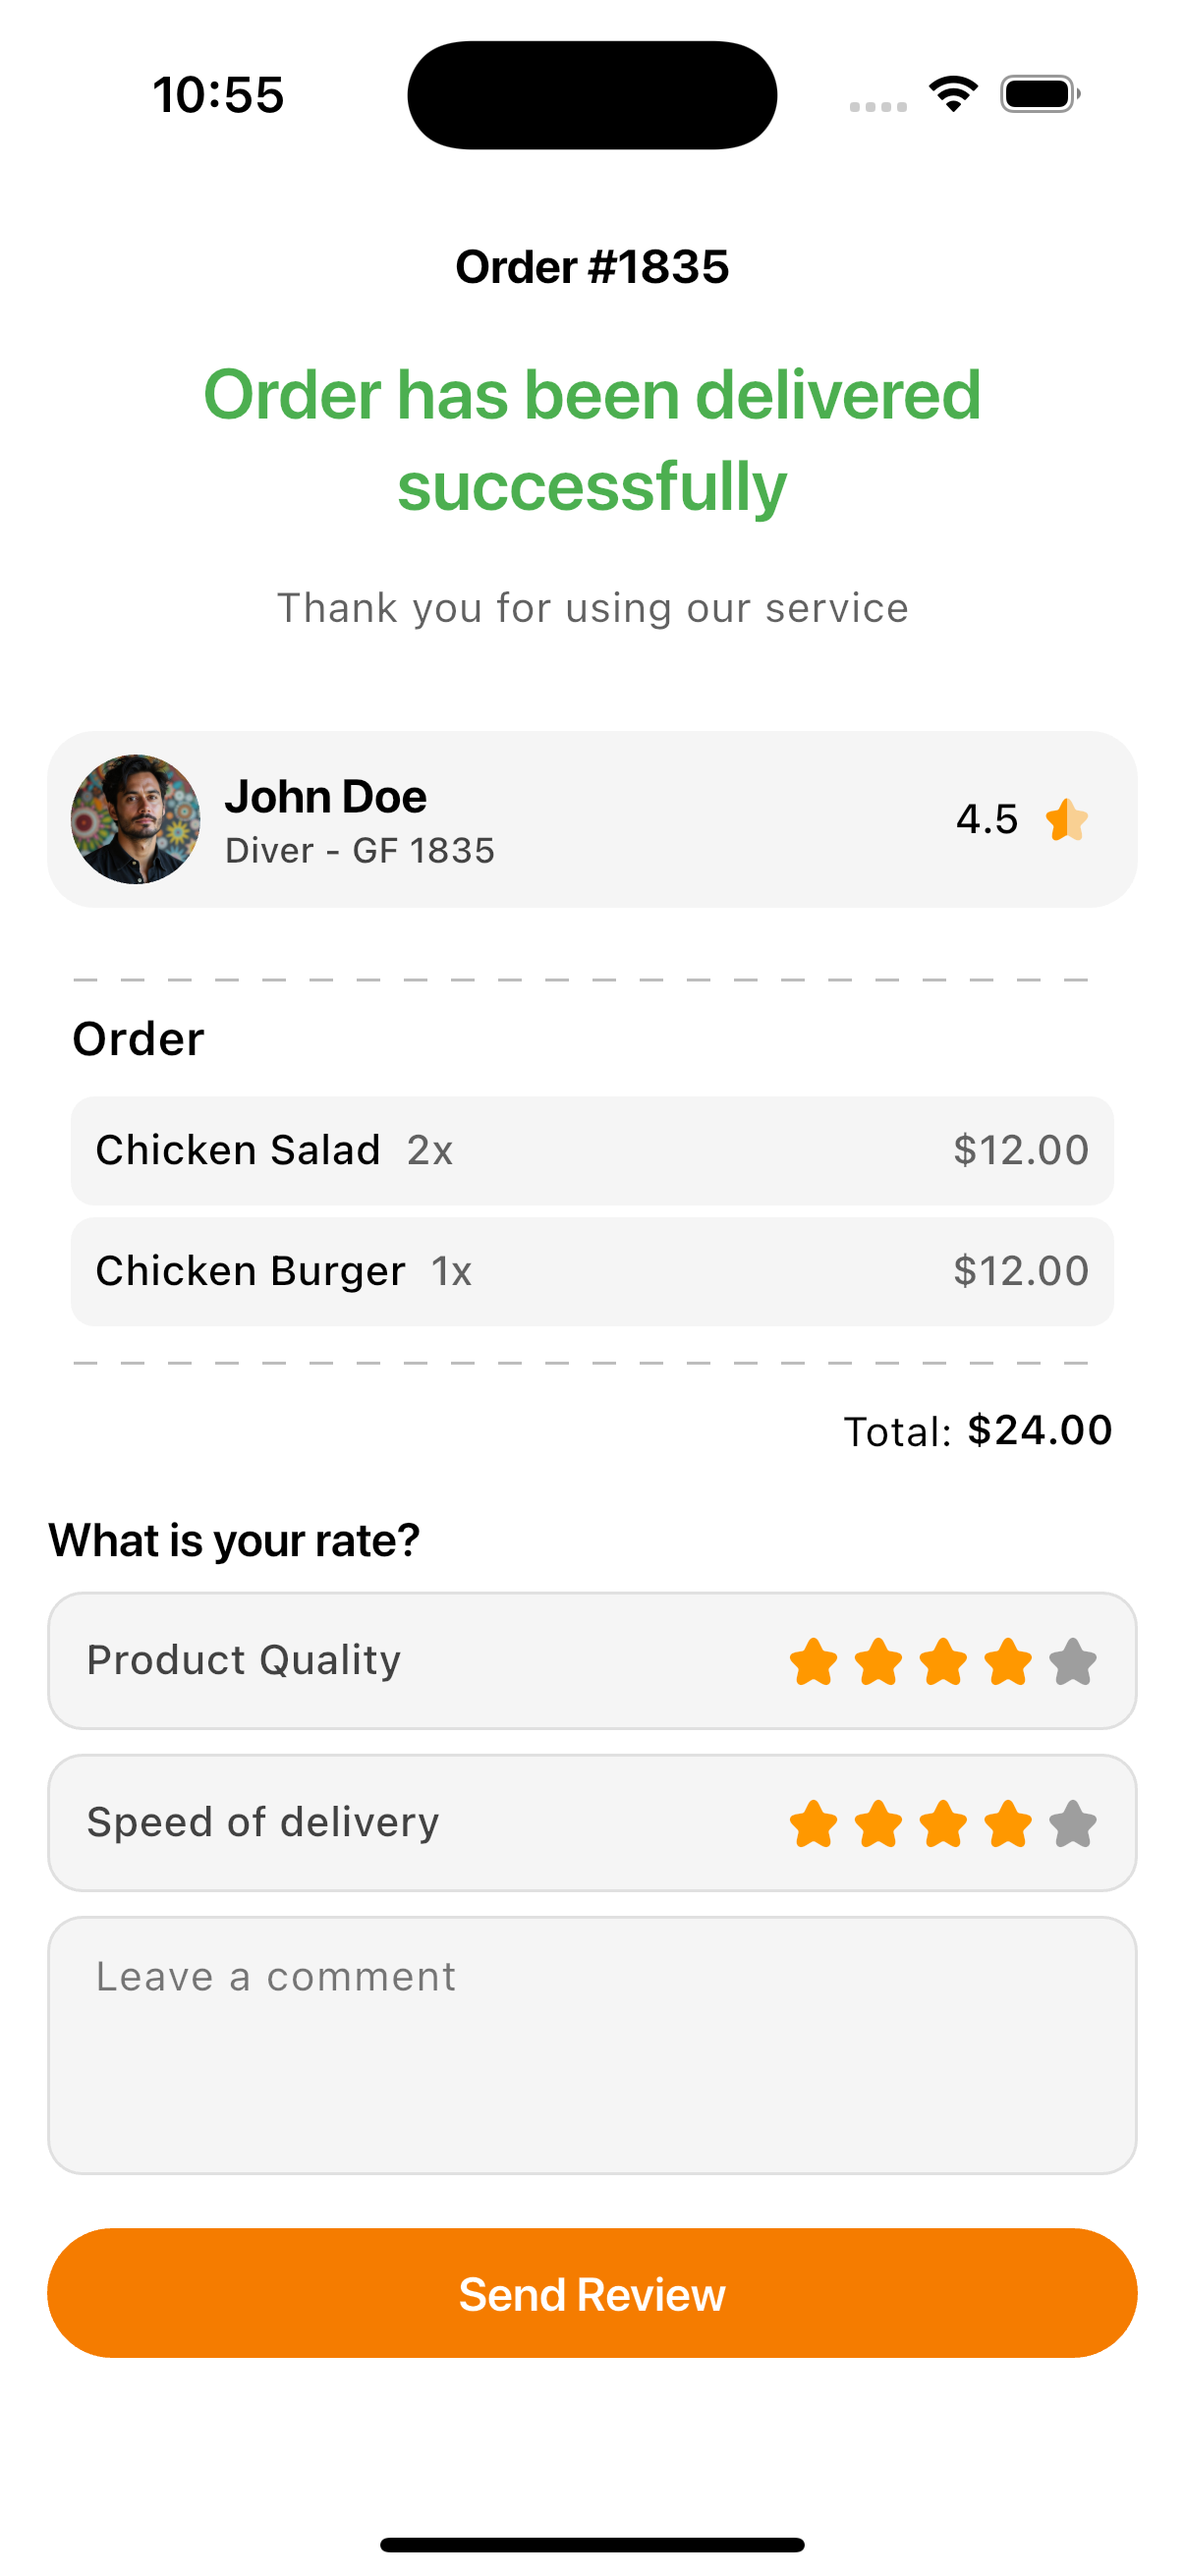 10:55
Order #1835
Order has been delivered
successfully
Thank you for using our service
John Doe
Diver - GF 1835
4.5
Order
Chicken Salad 2x $12.00
Chicken Burger 1x $12.00
Total: $24.00
What is your rate?
Product Quality
Speed of delivery
Leave a comment
Send Review